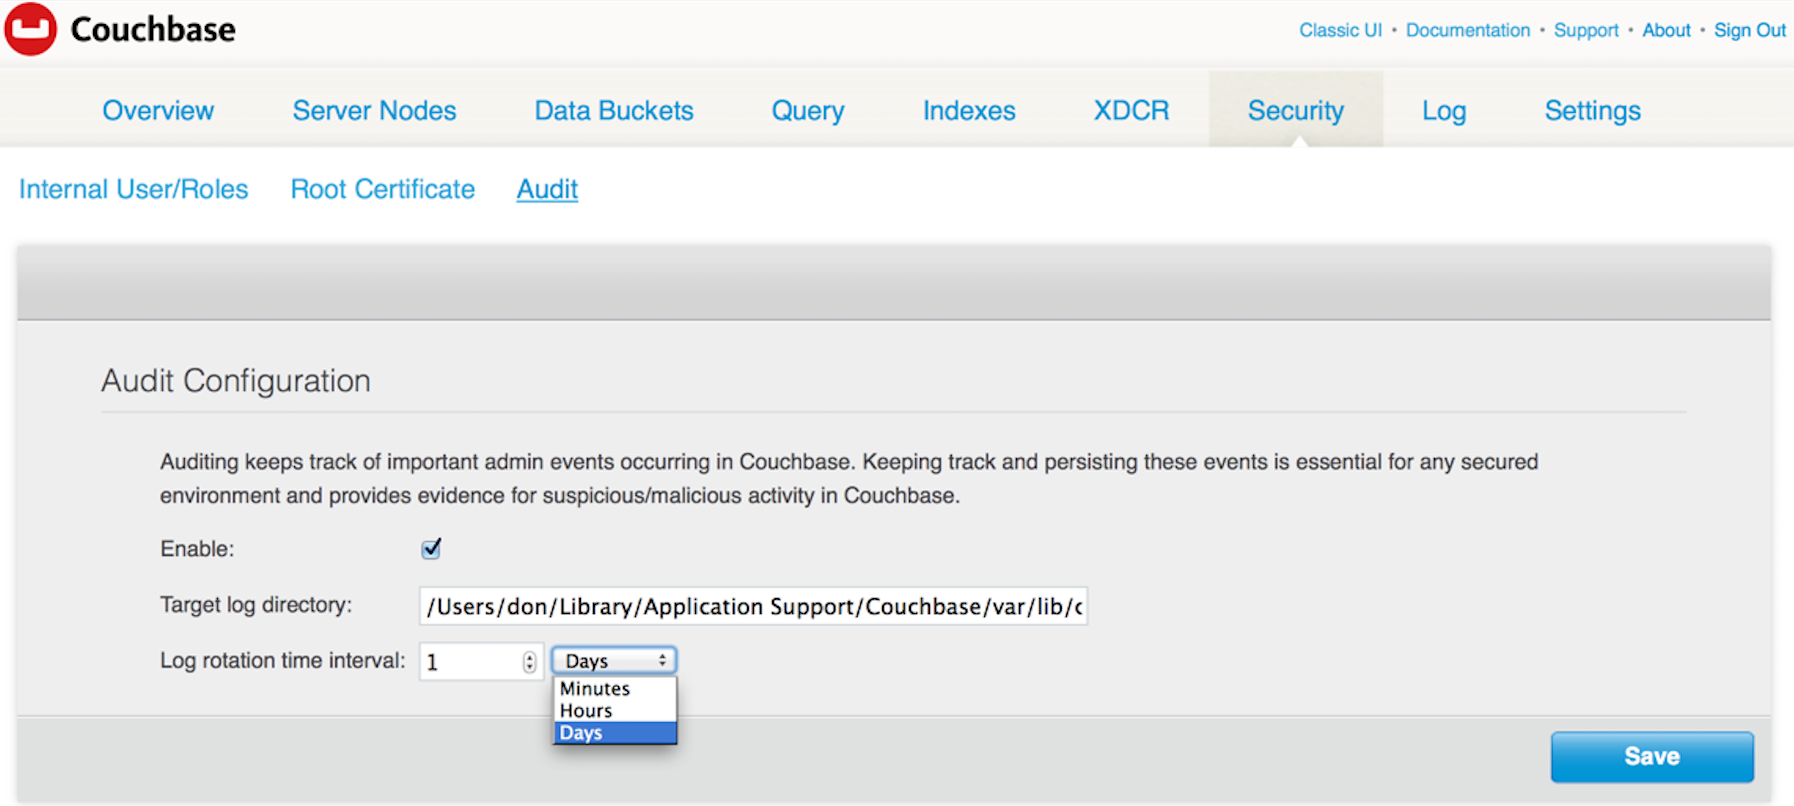 Couchbase
Classic UI • Documentation • Support • About • Sign Out
Overview Server Nodes Data Buckets Query Indexes XDCR Security Log Settings
Internal User/Roles Root Certificate Audit
Audit Configuration
Auditing keeps track of important admin events occurring in Couchbase. Keeping track and persisting these events is essential for any secured
environment and provides evidence for suspicious/malicious activity in Couchbase.
Enable:
Target log directory: /Users/don/Library/Application Support/Couchbase/var/lib/c
Log rotation time interval: 1 Days
Minutes
Hours
Days
Save